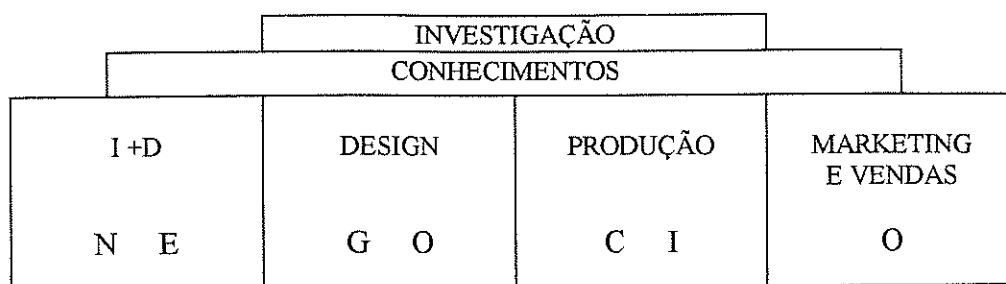 INVESTIGAÇÃO
CONHECIMENTOS
I +D
DESIGN
PRODUÇÃO
MARKETING
E VENDAS
N E
G O
C I
O